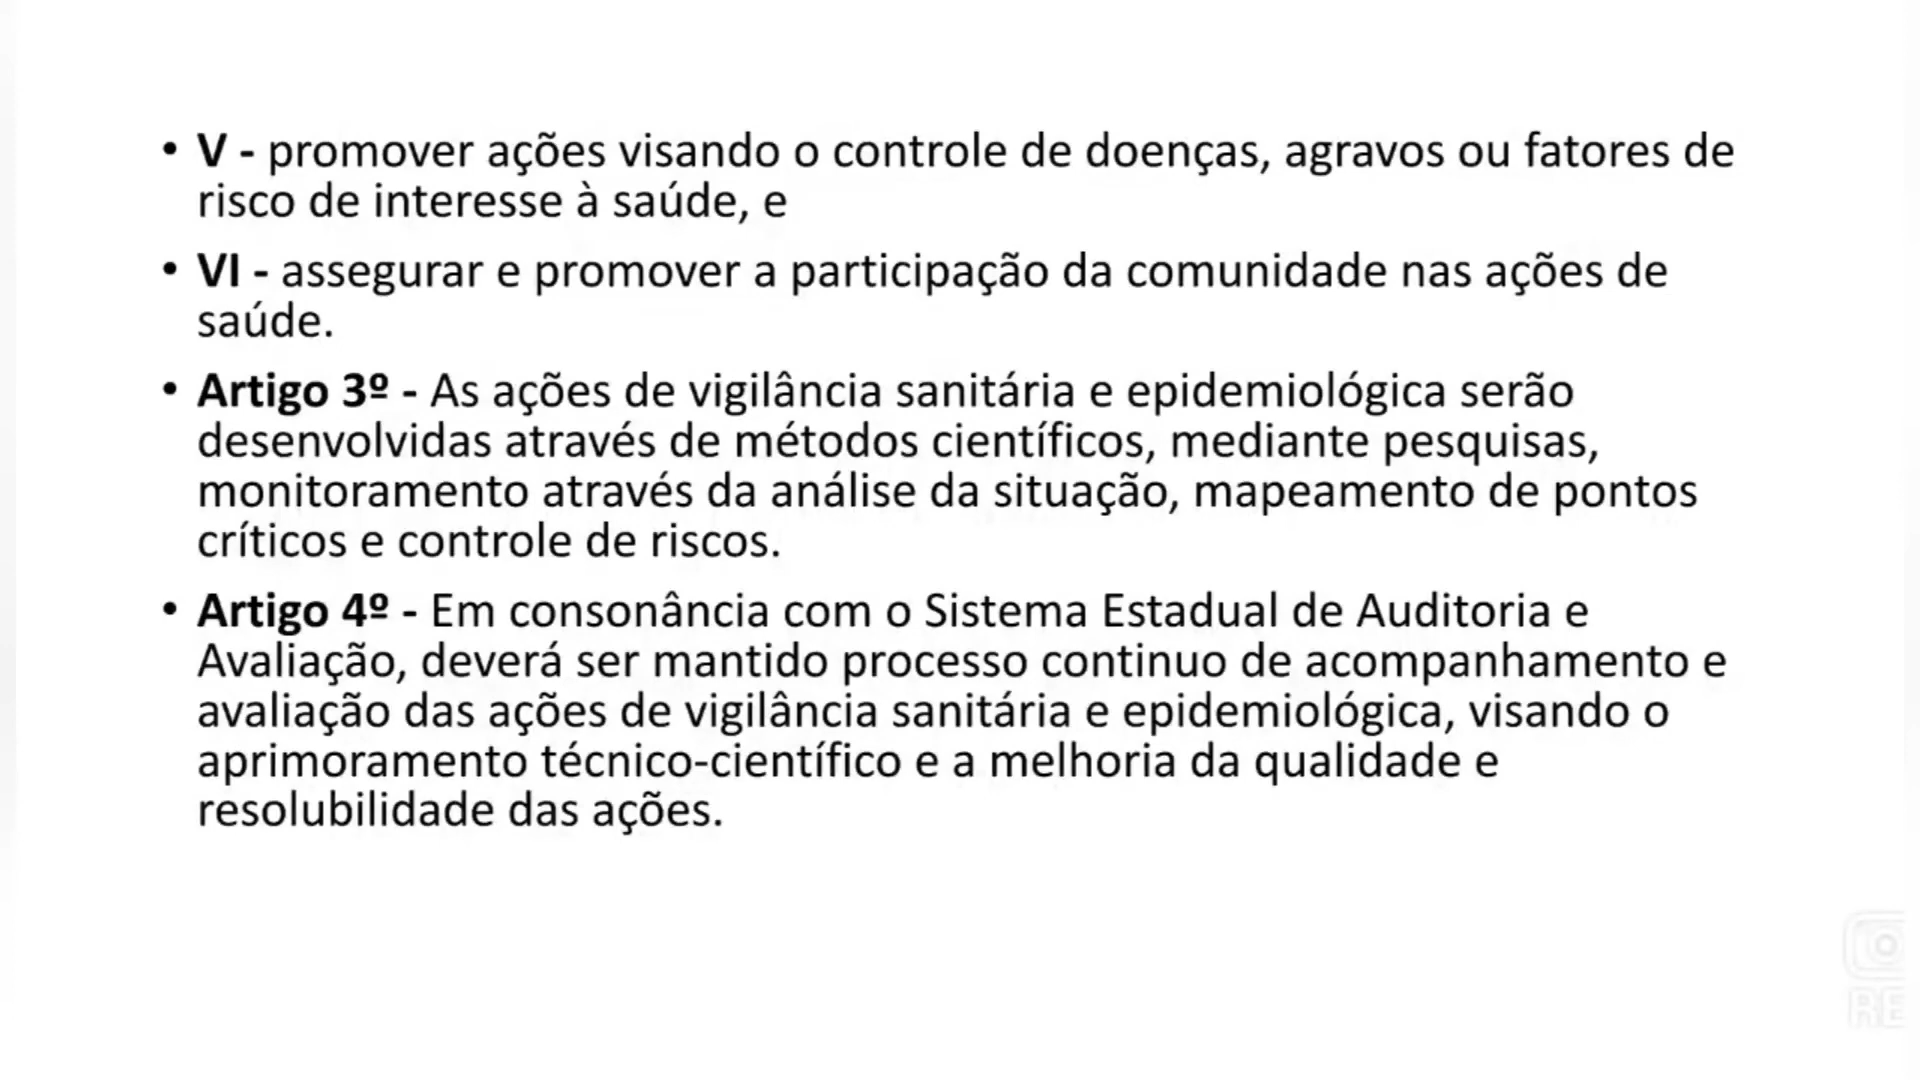 • V - promover ações visando o controle de doenças, agravos ou fatores de
risco de interesse à saúde, e
• VI - assegurar e promover a participação da comunidade nas ações de
saúde.
• Artigo 3º - As ações de vigilância sanitária e epidemiológica serão
desenvolvidas através de métodos científicos, mediante pesquisas,
monitoramento através da análise da situação, mapeamento de pontos
críticos e controle de riscos.
• Artigo 4º - Em consonância com o Sistema Estadual de Auditoria e
Avaliação, deverá ser mantido processo continuo de acompanhamento e
avaliação das ações de vigilância sanitária e epidemiológica, visando o
aprimoramento técnico-científico e a melhoria da qualidade e
resolubilidade das ações.
RE